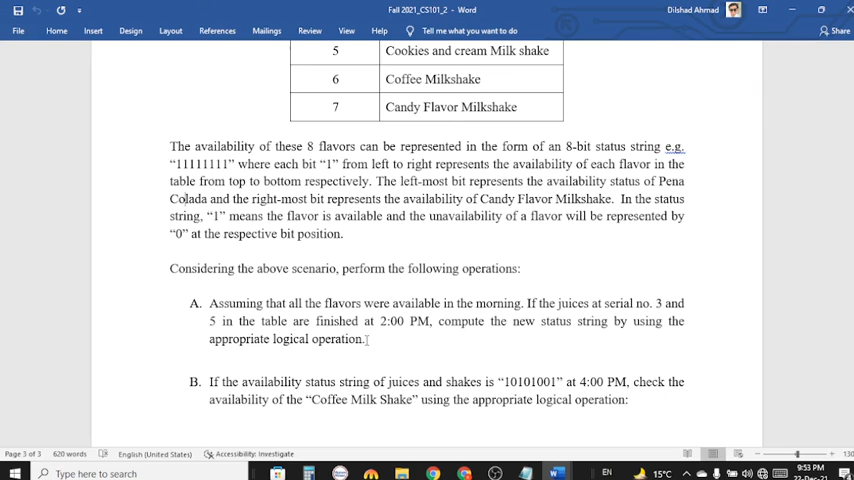 Fall 2021_CS101_2 - Word
Dilshad Ahmad
File Home Insert Draw Design Layout References Mailings Review View Help Tell me what you want to do Share
5 Cookies and cream Milk shake
6 Coffee Milkshake
7 Candy Flavor Milkshake
The availability of these 8 flavors can be represented in the form of an 8-bit status string e.g.
“11111111” where each bit “1” from left to right represents the availability of each flavor in the
table from top to bottom respectively. The left-most bit represents the availability status of Pena
Colada and the right-most bit represents the availability of Candy Flavor Milkshake. In the status
string, “1” means the flavor is available and the unavailability of a flavor will be represented by
“0” at the respective bit position.
Considering the above scenario, perform the following operations:
A. Assuming that all the flavors were available in the morning. If the juices at serial no. 3 and
5 in the table are finished at 2:00 PM, compute the new status string by using the
appropriate logical operation.
B. If the availability status string of juices and shakes is “10101001” at 4:00 PM, check the
availability of the “Coffee Milk Shake” using the appropriate logical operation:
Page 3 of 3 620 words English (United States) Accessibility: Investigate 130
Type here to search
EN 15°C 9:53 PM
22-Dec-21